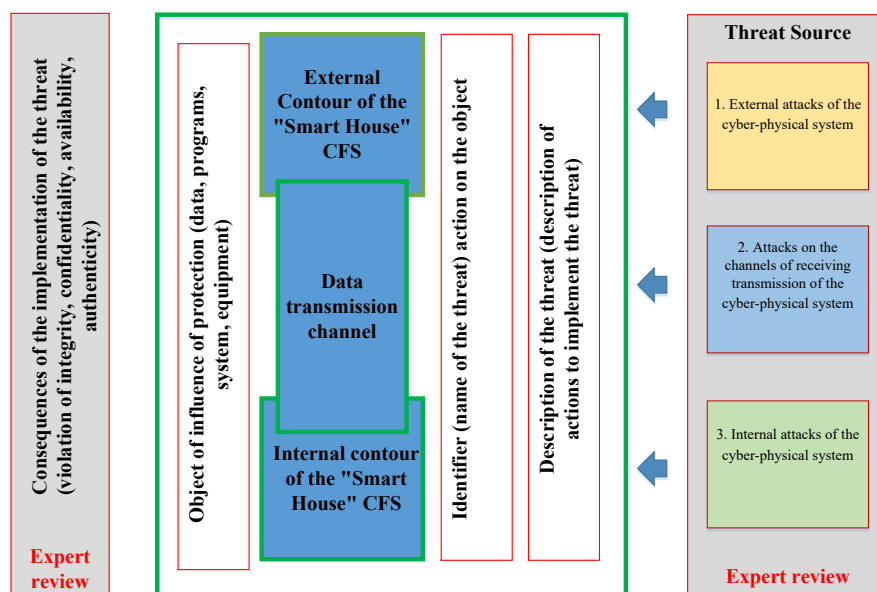 Consequences of the implementation of the threat
(violation of integrity, confidentiality, availability,
authenticity)
Expert
review
Object of influence of protection (data, programs,
system, equipment)
External
Contour of the
"Smart House"
CFS
Data
transmission
channel
Internal contour
of the "Smart
House" CFS
Identifier (name of the threat) action on the object
Description of the threat (description of
actions to implement the threat)
Threat Source
1. External attacks of the
cyber-physical system
2. Attacks on the
channels of receiving
transmission of the
cyber-physical system
3. Internal attacks of the
cyber-physical system
Expert review